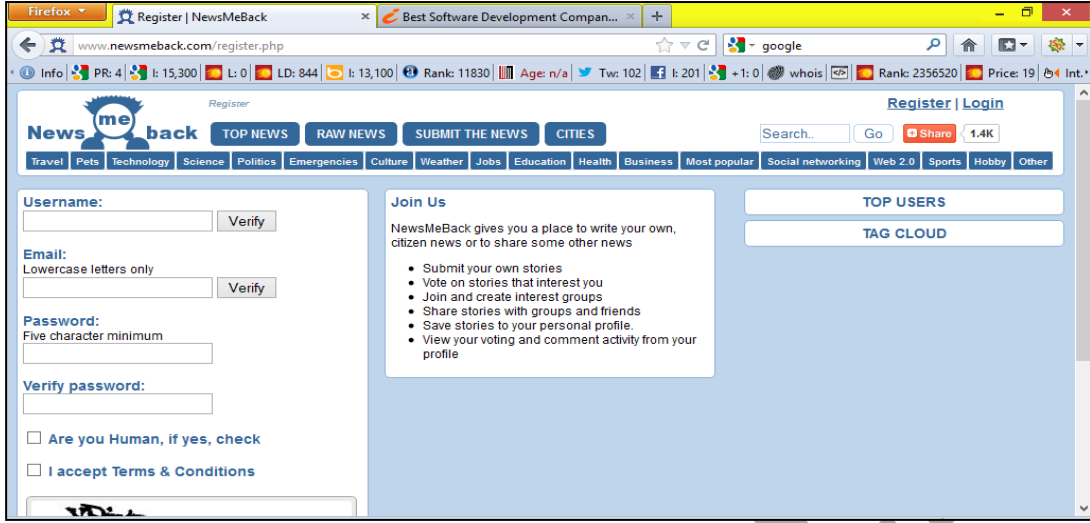 Firefox
Register | NewsMeBack
Best Software Development Compan...
www.newsmeback.com/register.php
google
Info PR: 4 I: 15,300 L: 0 LD: 844 I: 13,100 Rank: 11830 Age: n/a Tw: 102 I: 201 +1: 0 whois Rank: 2356520 Price: 19 Int.
Register
Register | Login
News me back
TOP NEWS RAW NEWS SUBMIT THE NEWS CITIES
Search.. Go Share 1.4K
Travel Pets Technology Science Politics Emergencies Culture Weather Jobs Education Health Business Most popular Social networking Web 2.0 Sports Hobby Other
Username:
Verify
Email:
Lowercase letters only
Verify
Password:
Five character minimum
Verify password:
Are you Human, if yes, check
I accept Terms & Conditions
Join Us
NewsMeBack gives you a place to write your own,
citizen news or to share some other news
• Submit your own stories
• Vote on stories that interest you
• Join and create interest groups
• Share stories with groups and friends
• Save stories to your personal profile.
• View your voting and comment activity from your
profile
TOP USERS
TAG CLOUD